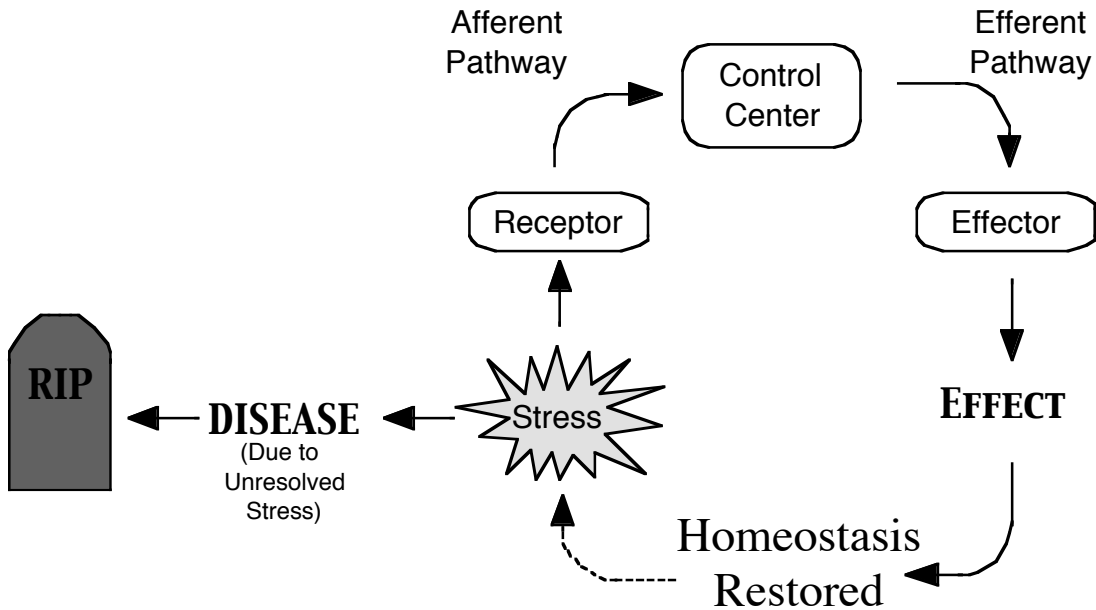 Afferent
Pathway
Efferent
Pathway
Control
Center
Receptor
Effector
RIP
DISEASE
(Due to
Unresolved
Stress)
Stress
EFFECT
Homeostasis
Restored